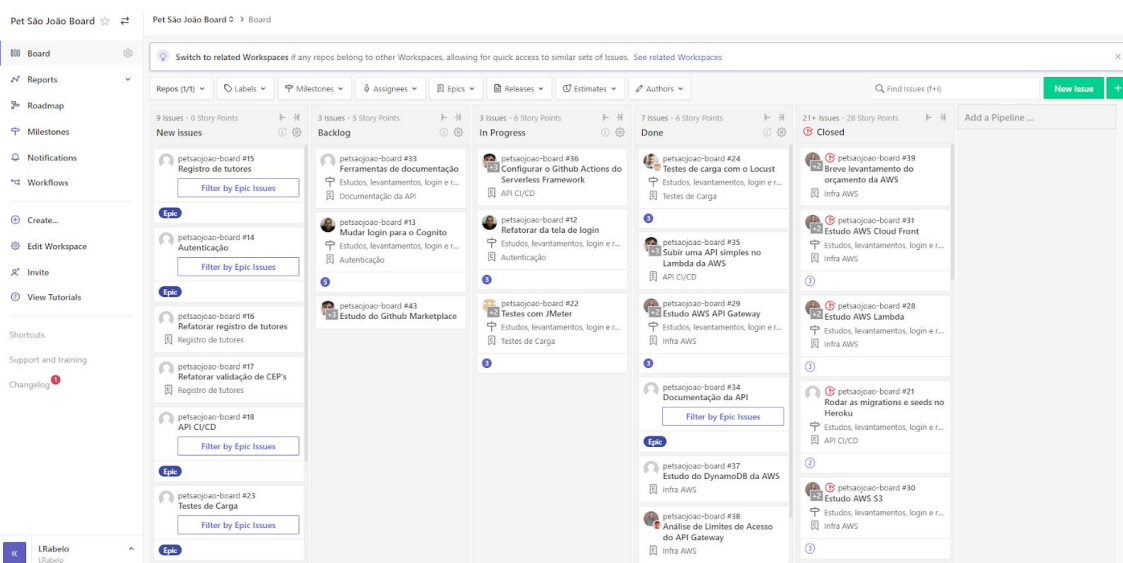 Pet São João Board
Pet São João Board > Board
Board
Reports
Roadmap
Milestones
Notifications
Workflows
Create...
Edit Workspace
Invite
View Tutorials
Shortcuts
Support and training
Changelog 1
LRabelo
LRabelo
Switch to related Workspaces if any repos belong to other Workspaces, allowing for quick access to similar sets of Issues. See related Workspaces
Repos (1/1) Labels Milestones Assignees Epics Releases Estimates Authors Find Issues (f+i) New Issue +
9 Issues - 0 Story Points
New issues
petsaojoao-board #15
Registro de tutores
Filter by Epic Issues
Epic
petsaojoao-board #14
Autenticação
Filter by Epic Issues
Epic
petsaojoao-board #16
Refatorar registro de tutores
Registro de tutores
petsaojoao-board #17
Refatorar validação de CEP's
Registro de tutores
petsaojoao-board #18
API CI/CD
Filter by Epic Issues
Epic
petsaojoao-board #23
Testes de Carga
Filter by Epic Issues
Epic
3 Issues - 5 Story Points
Backlog
petsaojoao-board #33
Ferramentas de documentação
Estudos, levantamentos, login e r...
Documentação da API
petsaojoao-board #13
Mudar login para o Cognito
Estudos, levantamentos, login e r...
Autenticação
5
petsaojoao-board #43
+3 Estudo do Github Marketplace
3 Issues - 6 Story Points
In Progress
petsaojoao-board #36
+3 Configurar o Github Actions do
Serverless Framework
API CI/CD
petsaojoao-board #12
Refatorar da tela de login
Estudos, levantamentos, login e r...
Autenticação
3
petsaojoao-board #22
+2 Testes com JMeter
Estudos, levantamentos, login e r...
Testes de Carga
3
7 Issues - 6 Story Points
Done
petsaojoao-board #24
Testes de carga com o Locust
Estudos, levantamentos, login e r...
Testes de Carga
3
petsaojoao-board #35
+3 Subir uma API simples no
Lambda da AWS
API CI/CD
petsaojoao-board #29
+2 Estudo AWS API Gateway
Estudos, levantamentos, login e r...
Infra AWS
3
petsaojoao-board #34
Documentação da API
Filter by Epic Issues
Epic
petsaojoao-board #37
Estudo do DynamoDB da AWS
Infra AWS
petsaojoao-board #38
Análise de Limites de Acesso
do API Gateway
Infra AWS
21+ Issues - 28 Story Points
Closed
petsaojoao-board #39
+2 Breve levantamento do
orçamento da AWS
Infra AWS
petsaojoao-board #31
+2 Estudo AWS Cloud Front
Estudos, levantamentos, login e r...
Infra AWS
3
petsaojoao-board #28
+2 Estudo AWS Lambda
Estudos, levantamentos, login e r...
Infra AWS
3
petsaojoao-board #21
Rodar as migrations e seeds no
Heroku
Estudos, levantamentos, login e r...
API CI/CD
2
petsaojoao-board #30
+2 Estudo AWS S3
Estudos, levantamentos, login e r...
Infra AWS
3
Add a Pipeline ...